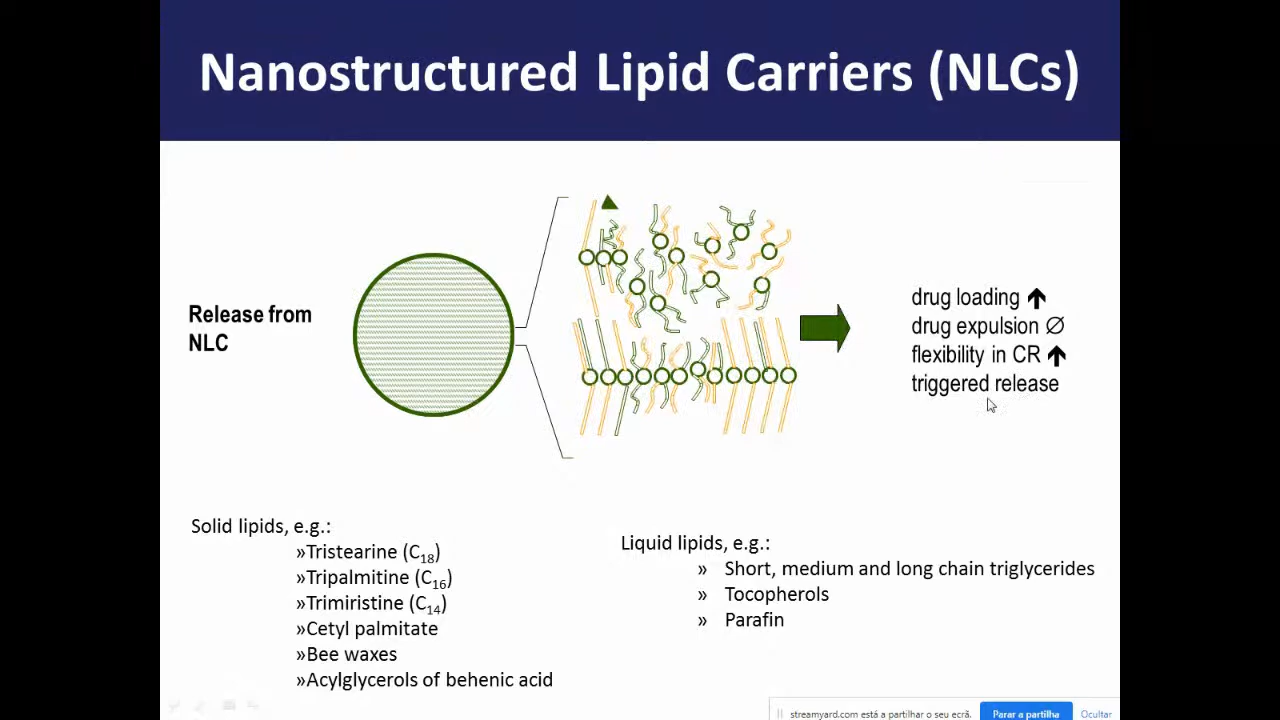 Nanostructured Lipid Carriers (NLCs)
Release from
NLC
drug loading 🡅
drug expulsion ∅
flexibility in CR 🡅
triggered release
Solid lipids, e.g.:
»Tristearine (C₁₈)
»Tripalmitine (C₁₆)
»Trimiristine (C₁₄)
»Cetyl palmitate
»Bee waxes
»Acylglycerols of behenic acid
Liquid lipids, e.g.:
» Short, medium and long chain triglycerides
» Tocopherols
» Parafin
streamyard.com está a partilhar o seu ecrã.
Parar a partilha
Ocultar